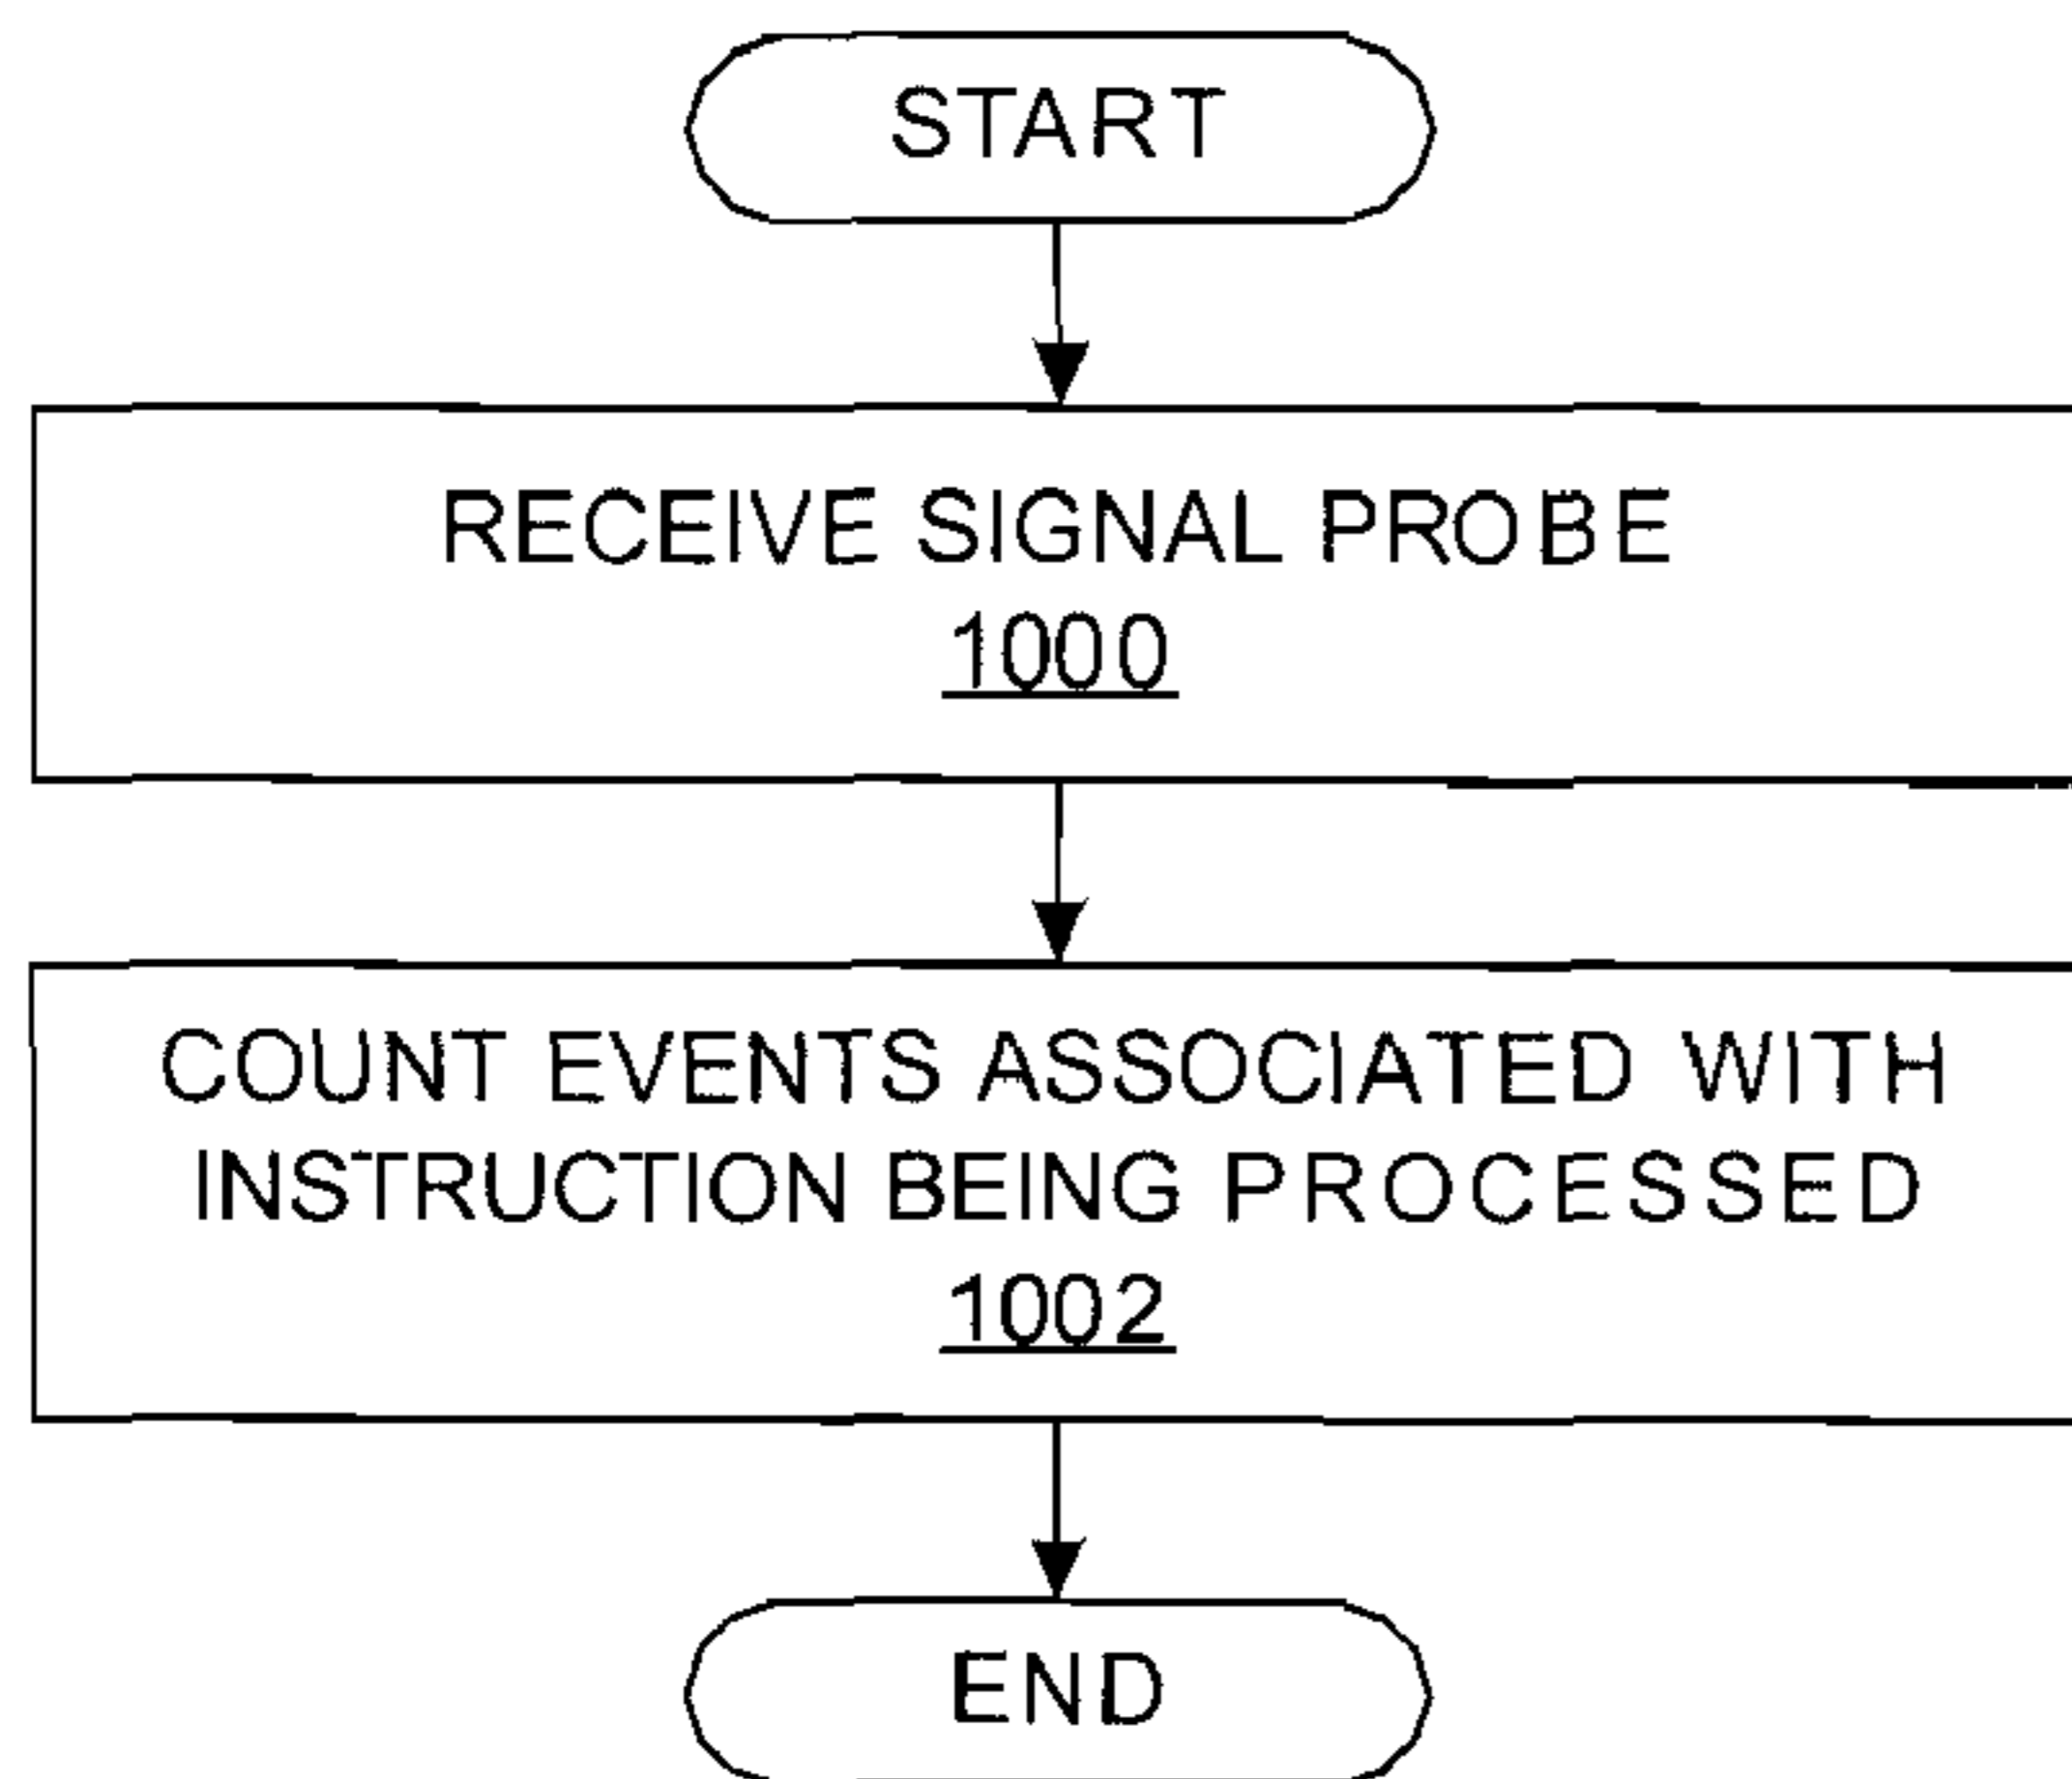 START
RECEIVE SIGNAL PROBE
1000
COUNT EVENTS ASSOCIATED WITH
INSTRUCTION BEING PROCESSED
1002
END